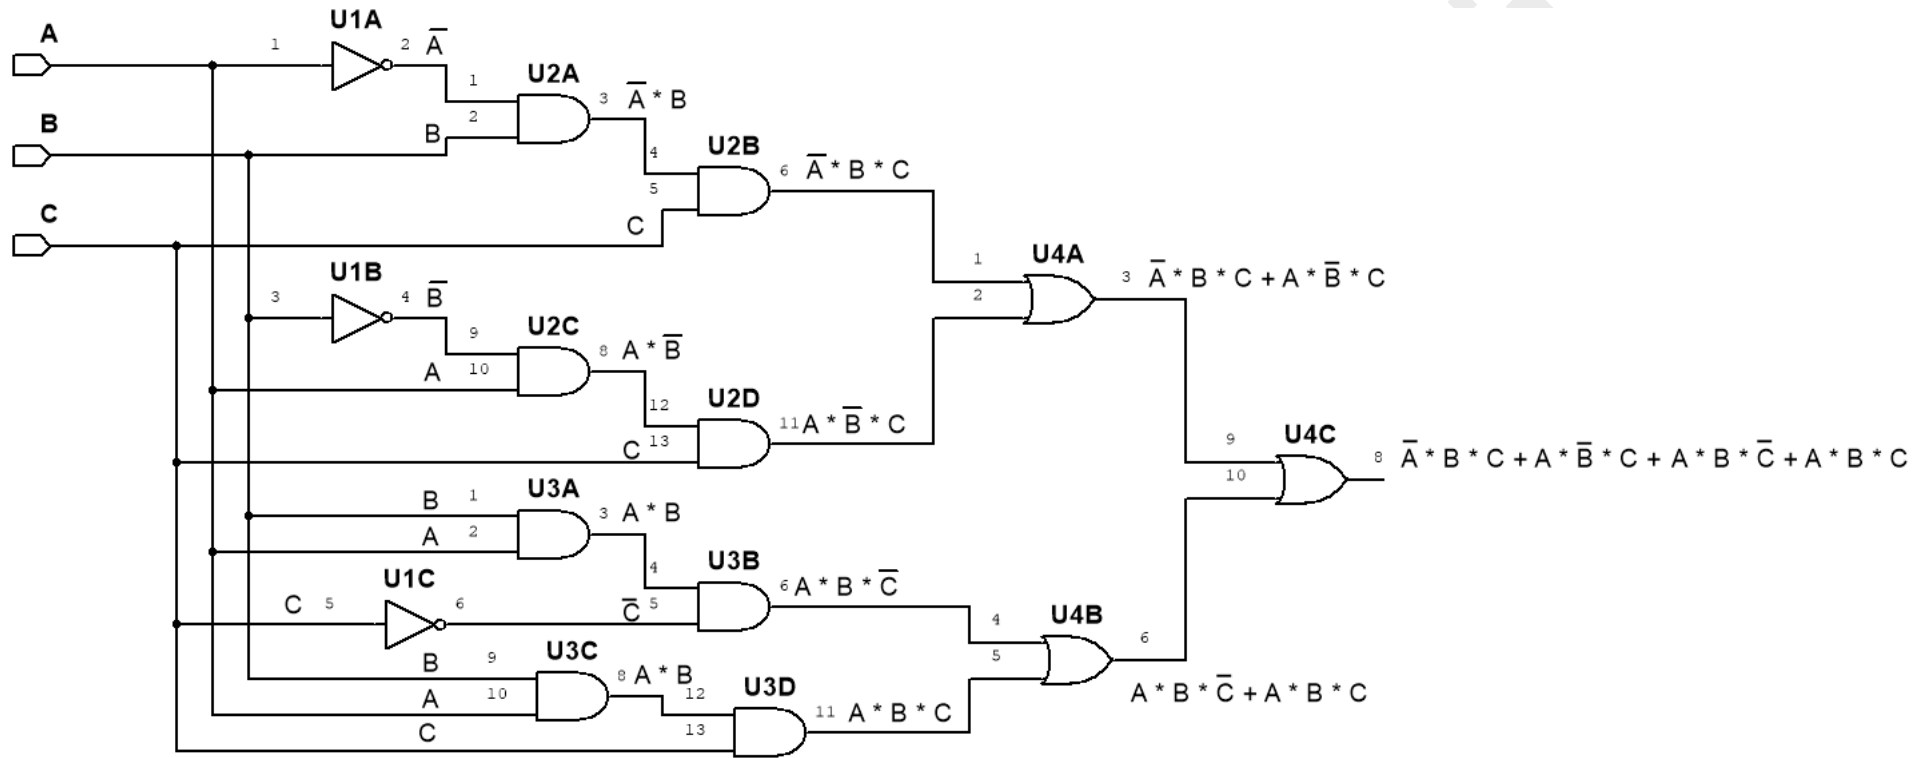 A
1
U1A
2 A̅
1
U2A
2
3 A̅ * B
B
B
4
U2B
5
6 A̅ * B * C
C
C
1
U4A
2
3 A̅ * B * C + A * B̅ * C
3
U1B
4 B̅
9
U2C
A 10
8 A * B̅
12
U2D
C 13
11 A * B̅ * C
9
U4C
10
8 A̅ * B * C + A * B̅ * C + A * B * C̅ + A * B * C
B 1
U3A
A 2
3 A * B
4
U3B
C 5
U1C
6
C̅ 5
6 A * B * C̅
4
U4B
5
6
A * B * C̅ + A * B * C
B 9
U3C
A 10
8 A * B
12
U3D
C
13
11 A * B * C